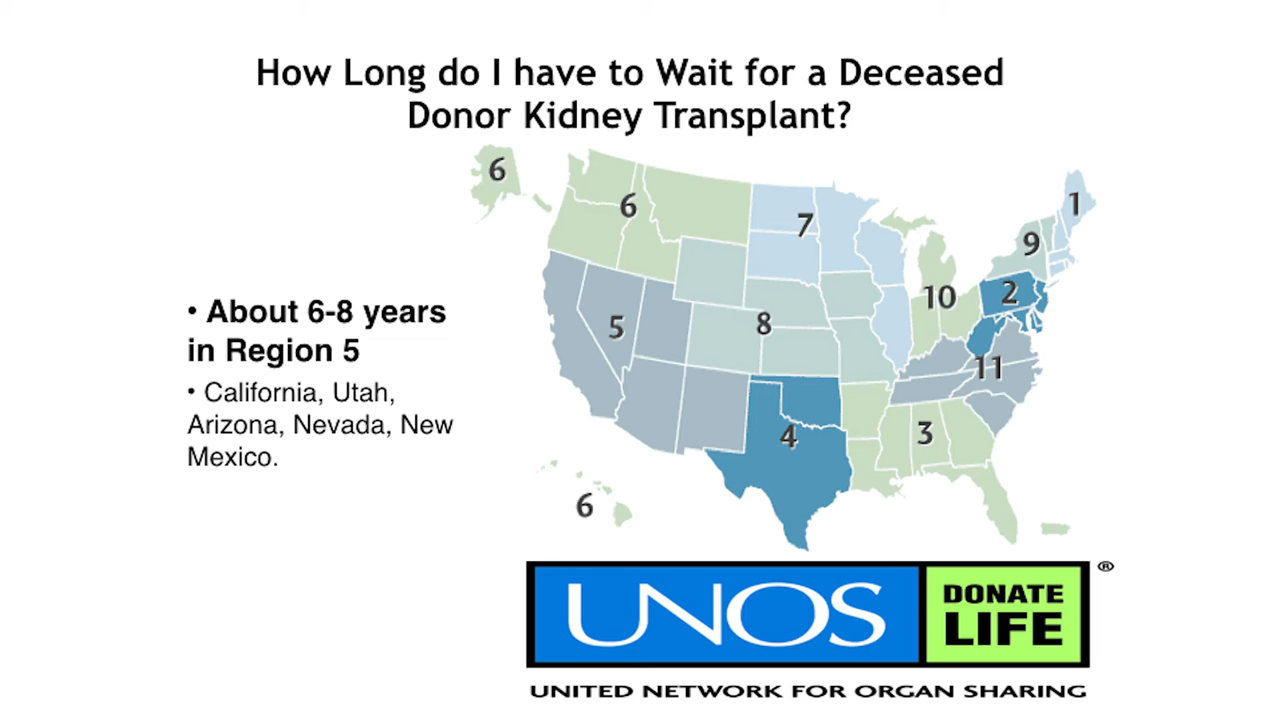 How Long do I have to Wait for a Deceased
Donor Kidney Transplant?
• About 6-8 years
in Region 5
• California, Utah,
Arizona, Nevada, New
Mexico.
6
6
7
1
9
10
2
5
8
11
4
3
6
UNOS
DONATE
LIFE
®
UNITED NETWORK FOR ORGAN SHARING